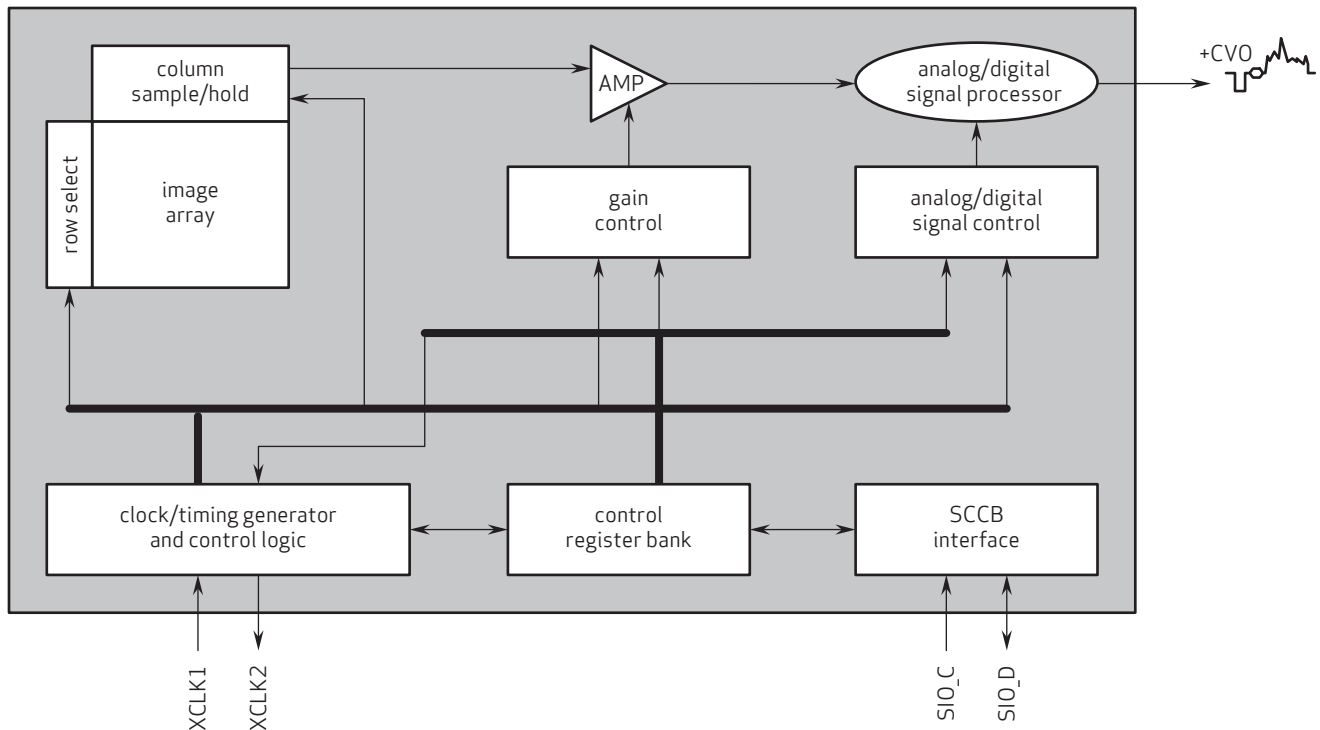 column
sample/hold
AMP
analog/digital
signal processor
+CVO
row select
image
array
gain
control
analog/digital
signal control
clock/timing generator
and control logic
control
register bank
SCCB
interface
XCLK1
XCLK2
SIO_C
SIO_D